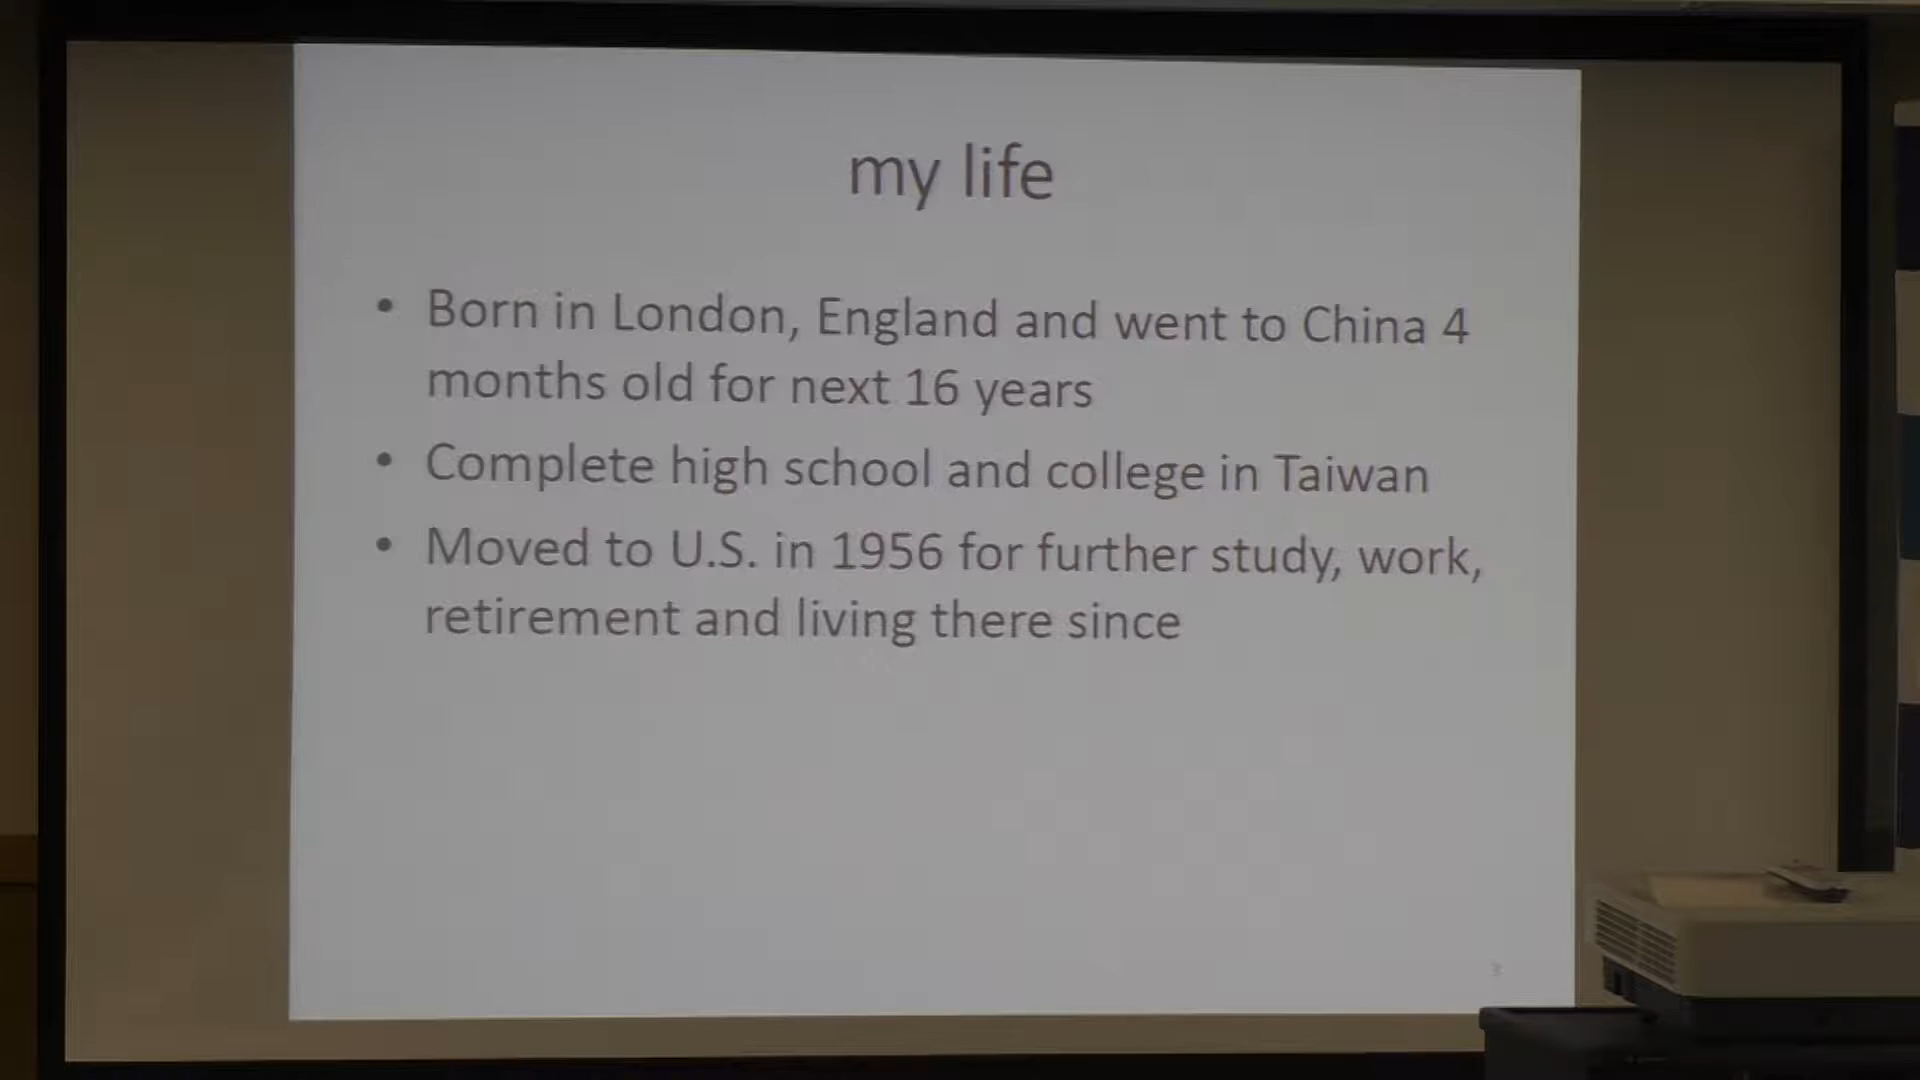 my life
• Born in London, England and went to China 4
months old for next 16 years
• Complete high school and college in Taiwan
• Moved to U.S. in 1956 for further study, work,
retirement and living there since
3